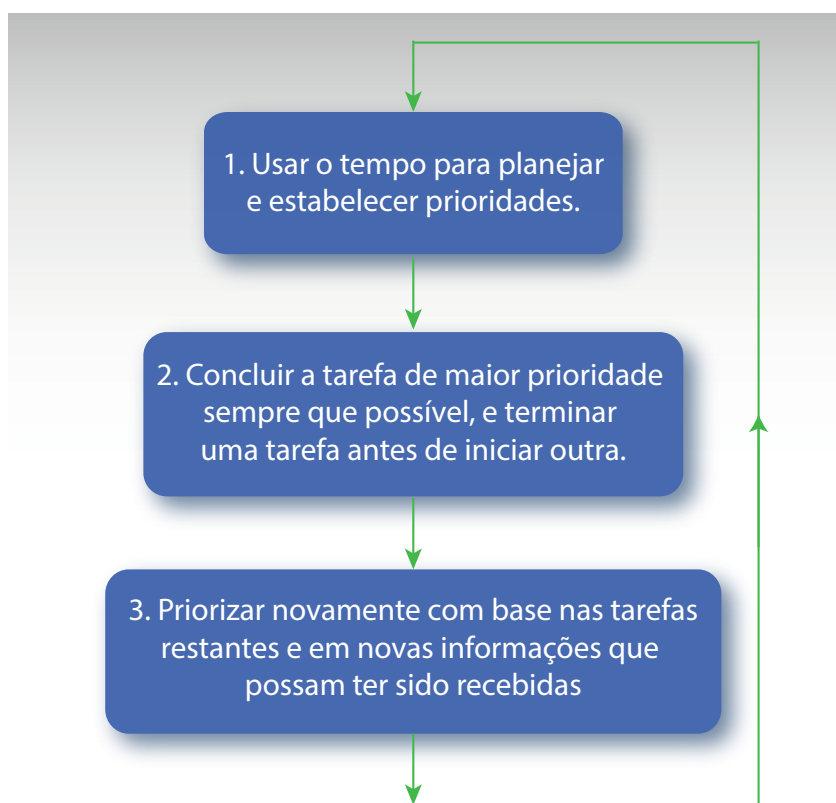 1. Usar o tempo para planejar
e estabelecer prioridades.
2. Concluir a tarefa de maior prioridade
sempre que possível, e terminar
uma tarefa antes de iniciar outra.
3. Priorizar novamente com base nas tarefas
restantes e em novas informações que
possam ter sido recebidas